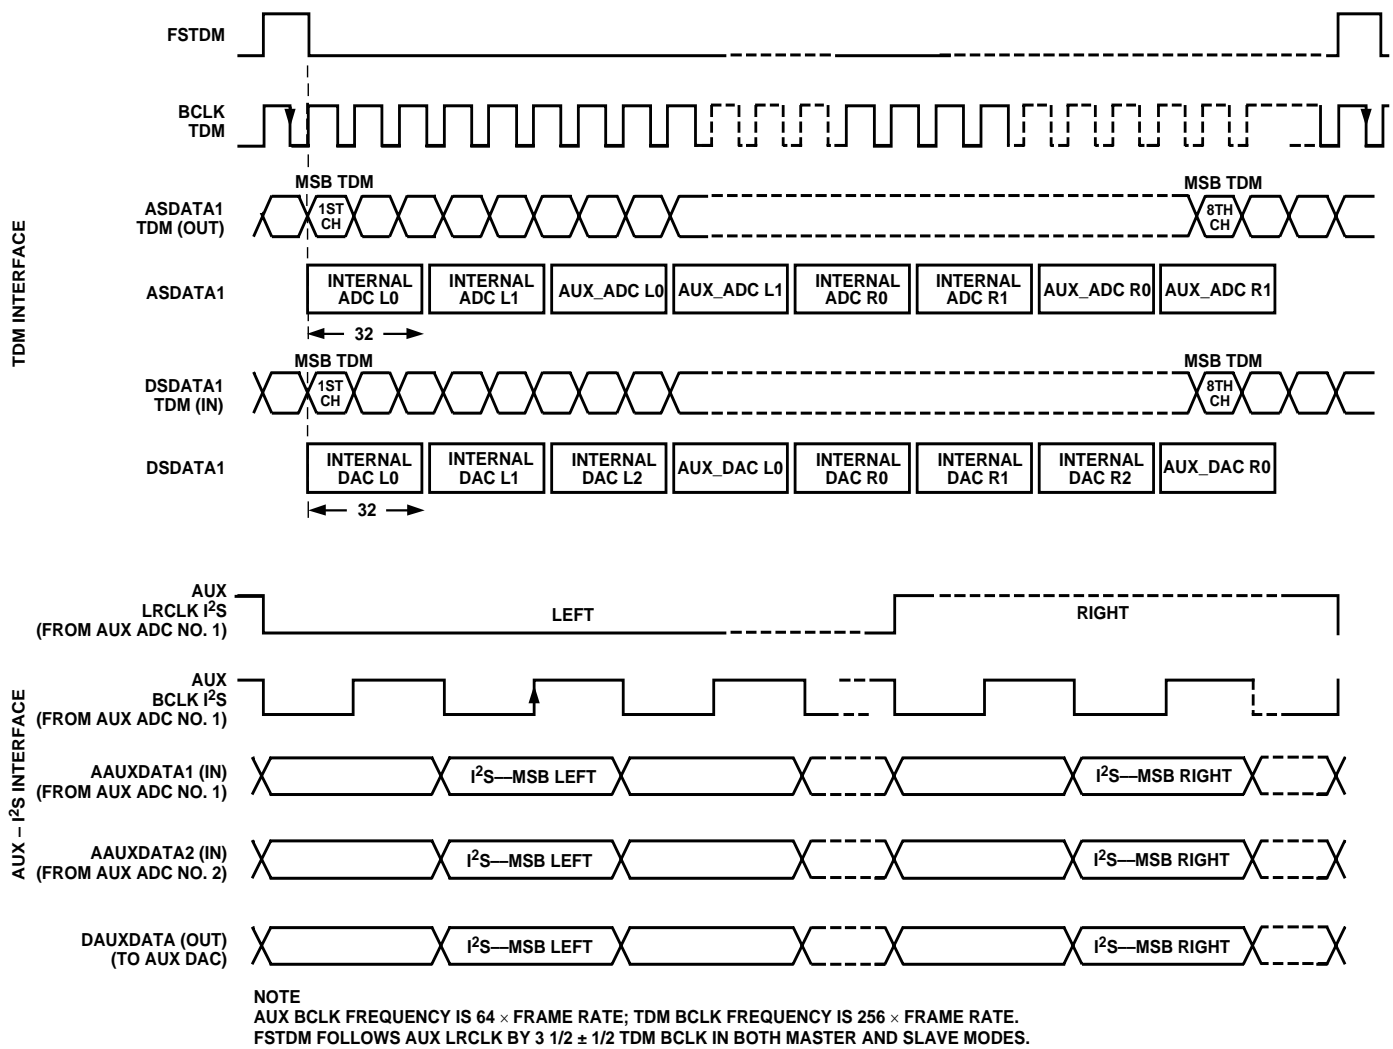 FSTDM
BCLK
TDM
MSB TDM
MSB TDM
ASDATA1
TDM (OUT)
1ST
CH
8TH
CH
TDM INTERFACE
ASDATA1
INTERNAL
ADC L0
INTERNAL
ADC L1
AUX_ADC L0
AUX_ADC L1
INTERNAL
ADC R0
INTERNAL
ADC R1
AUX_ADC R0
AUX_ADC R1
32
MSB TDM
MSB TDM
DSDATA1
TDM (IN)
1ST
CH
8TH
CH
DSDATA1
INTERNAL
DAC L0
INTERNAL
DAC L1
INTERNAL
DAC L2
AUX_DAC L0
INTERNAL
DAC R0
INTERNAL
DAC R1
INTERNAL
DAC R2
AUX_DAC R0
32
AUX
LRCLK I²S
(FROM AUX ADC NO. 1)
LEFT
RIGHT
AUX – I²S INTERFACE
AUX
BCLK I²S
(FROM AUX ADC NO. 1)
AAUXDATA1 (IN)
(FROM AUX ADC NO. 1)
I²S—MSB LEFT
I²S—MSB RIGHT
AAUXDATA2 (IN)
(FROM AUX ADC NO. 2)
I²S—MSB LEFT
I²S—MSB RIGHT
DAUXDATA (OUT)
(TO AUX DAC)
I²S—MSB LEFT
I²S—MSB RIGHT
NOTE
AUX BCLK FREQUENCY IS 64 × FRAME RATE; TDM BCLK FREQUENCY IS 256 × FRAME RATE.
FSTDM FOLLOWS AUX LRCLK BY 3 1/2 ± 1/2 TDM BCLK IN BOTH MASTER AND SLAVE MODES.